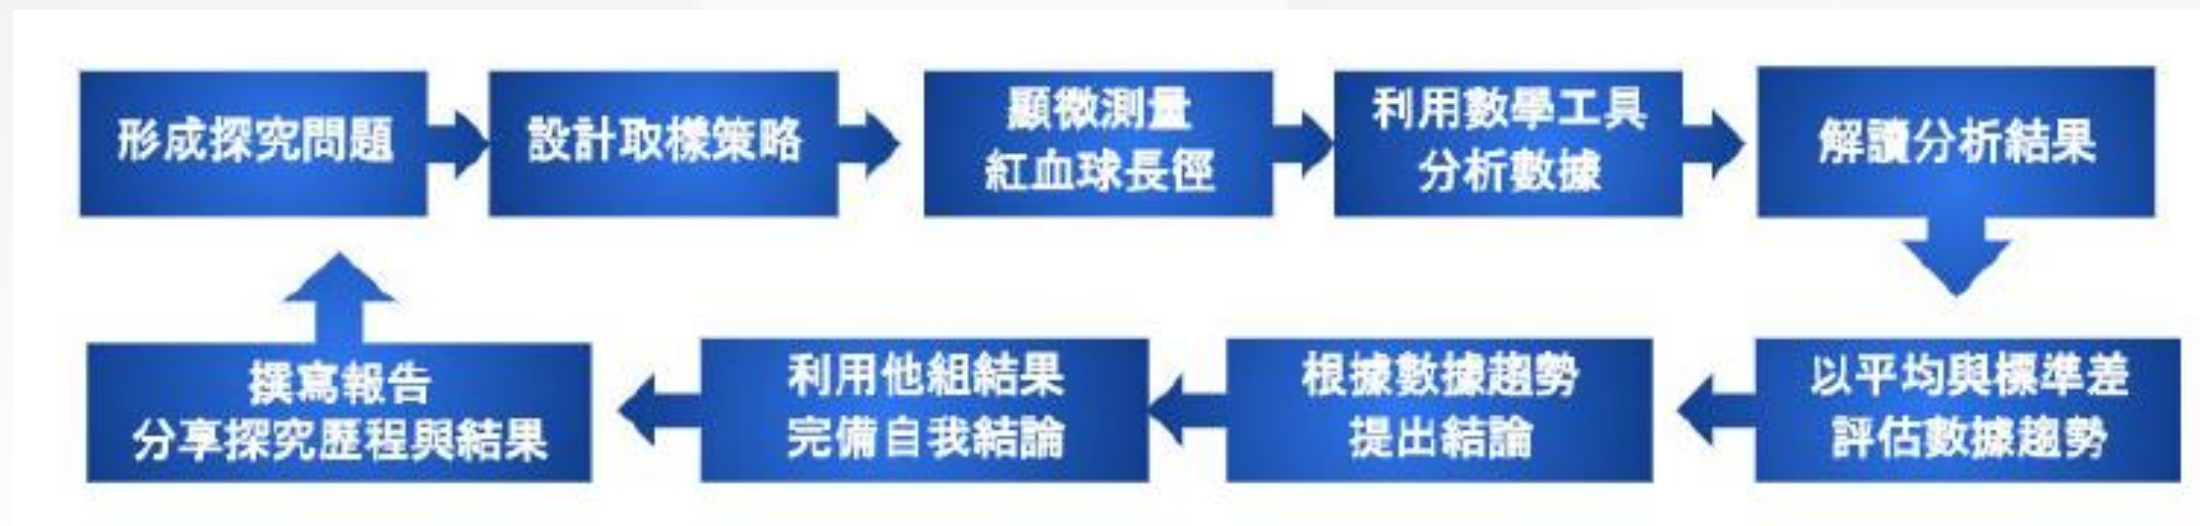 形成探究問題
設計取樣策略
顯微測量
紅血球長徑
利用數學工具
分析數據
解讀分析結果
以平均與標準差
評估數據趨勢
根據數據趨勢
提出結論
利用他組結果
完備自我結論
撰寫報告
分享探究歷程與結果